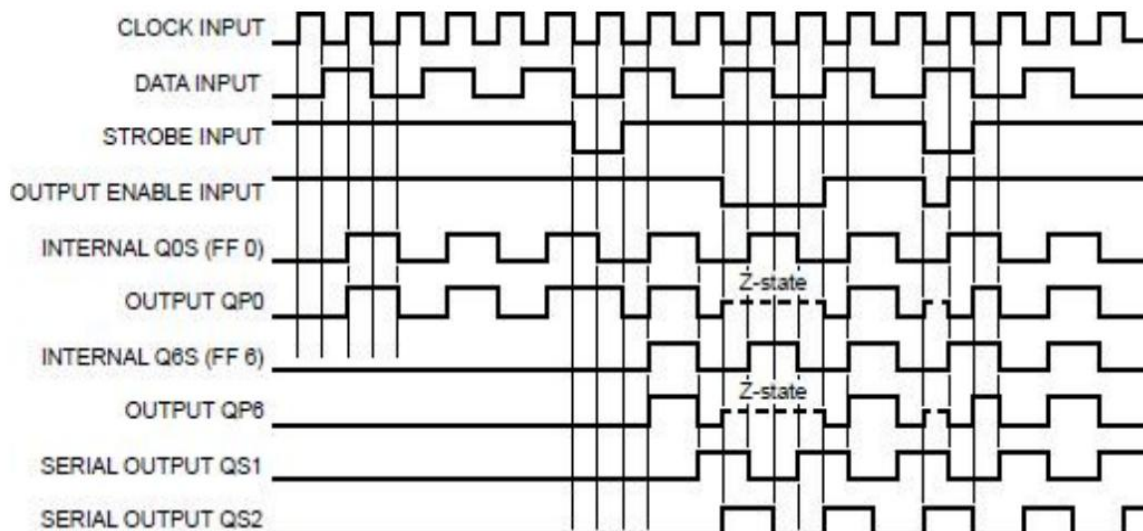 CLOCK INPUT
DATA INPUT
STROBE INPUT
OUTPUT ENABLE INPUT
INTERNAL Q0S (FF 0)
Z-state
OUTPUT QP0
INTERNAL Q6S (FF 6)
Z-state
OUTPUT QP6
SERIAL OUTPUT QS1
SERIAL OUTPUT QS2